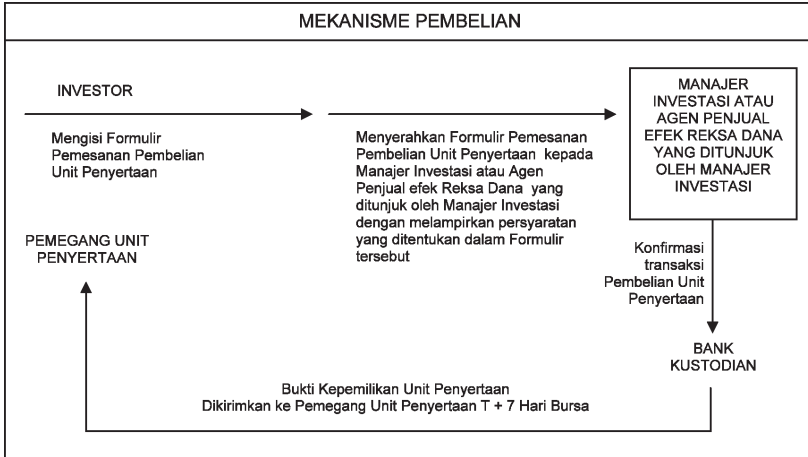 MEKANISME PEMBELIAN
INVESTOR
Mengisi Formulir
Pemesanan Pembelian
Unit Penyertaan
Menyerahkan Formulir Pemesanan
Pembelian Unit Penyertaan kepada
Manajer Investasi atau Agen
Penjual efek Reksa Dana yang
ditunjuk oleh Manajer Investasi
dengan melampirkan persyaratan
yang ditentukan dalam Formulir
tersebut
MANAJER
INVESTASI ATAU
AGEN PENJUAL
EFEK REKSA DANA
YANG DITUNJUK
OLEH MANAJER
INVESTASI
Konfirmasi
transaksi
Pembelian Unit
Penyertaan
BANK
KUSTODIAN
Bukti Kepemilikan Unit Penyertaan
Dikirimkan ke Pemegang Unit Penyertaan T + 7 Hari Bursa
PEMEGANG UNIT
PENYERTAAN